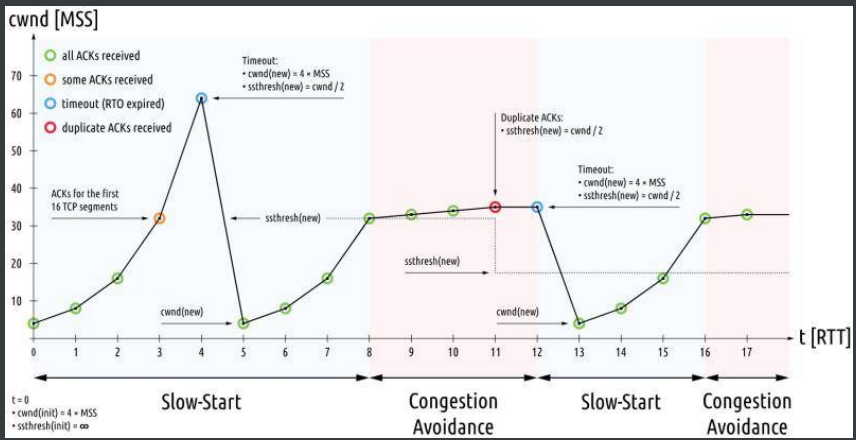 cwnd [MSS]
all ACKs received
some ACKs received
timeout (RTO expired)
duplicate ACKs received
Timeout:
• cwnd(new) = 4 × MSS
• ssthresh(new) = cwnd / 2
Duplicate ACKs:
• ssthresh(new) = cwnd / 2
Timeout:
• cwnd(new) = 4 × MSS
• ssthresh(new) = cwnd / 2
ACKs for the first
16 TCP segments
ssthresh(new)
ssthresh(new)
cwnd(new)
cwnd(new)
70
60
50
40
30
20
10
0 1 2 3 4 5 6 7 8 9 10 11 12 13 14 15 16 17
t [RTT]
Slow-Start
Congestion
Avoidance
Slow-Start
Congestion
Avoidance
t = 0
• cwnd(init) = 4 × MSS
• ssthresh(init) = ∞